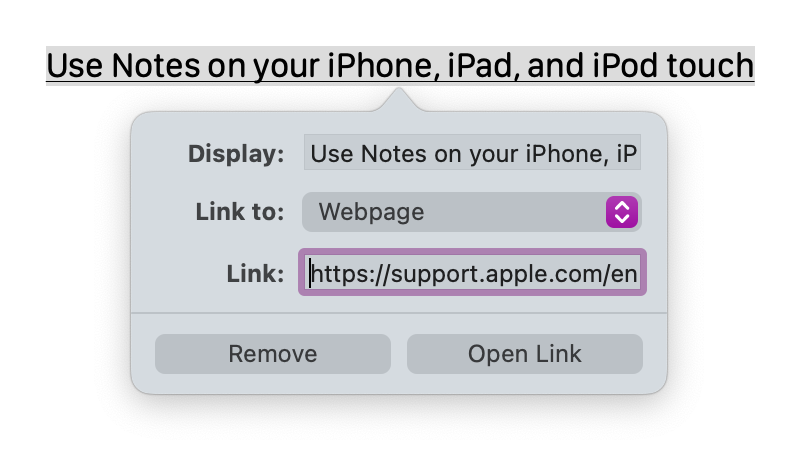 Use Notes on your iPhone, iPad, and iPod touch
Display: Use Notes on your iPhone, iP
Link to: Webpage
Link: https://support.apple.com/en
Remove Open Link